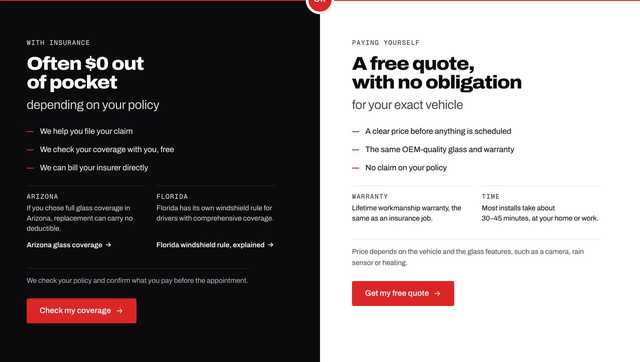 OR
WITH INSURANCE
Often $0 out
of pocket
depending on your policy
— We help you file your claim
— We check your coverage with you, free
— We can bill your insurer directly
ARIZONA
If you chose full glass coverage in
Arizona, replacement can carry no
deductible.
Arizona glass coverage →
FLORIDA
Florida has its own windshield rule for
drivers with comprehensive coverage.
Florida windshield rule, explained →
We check your policy and confirm what you pay before the appointment.
Check my coverage →
PAYING YOURSELF
A free quote,
with no obligation
for your exact vehicle
— A clear price before anything is scheduled
— The same OEM-quality glass and warranty
— No claim on your policy
WARRANTY
Lifetime workmanship warranty, the
same as an insurance job.
TIME
Most installs take about
30–45 minutes, at your home or work.
Price depends on the vehicle and the glass features, such as a camera, rain
sensor or heating.
Get my free quote →